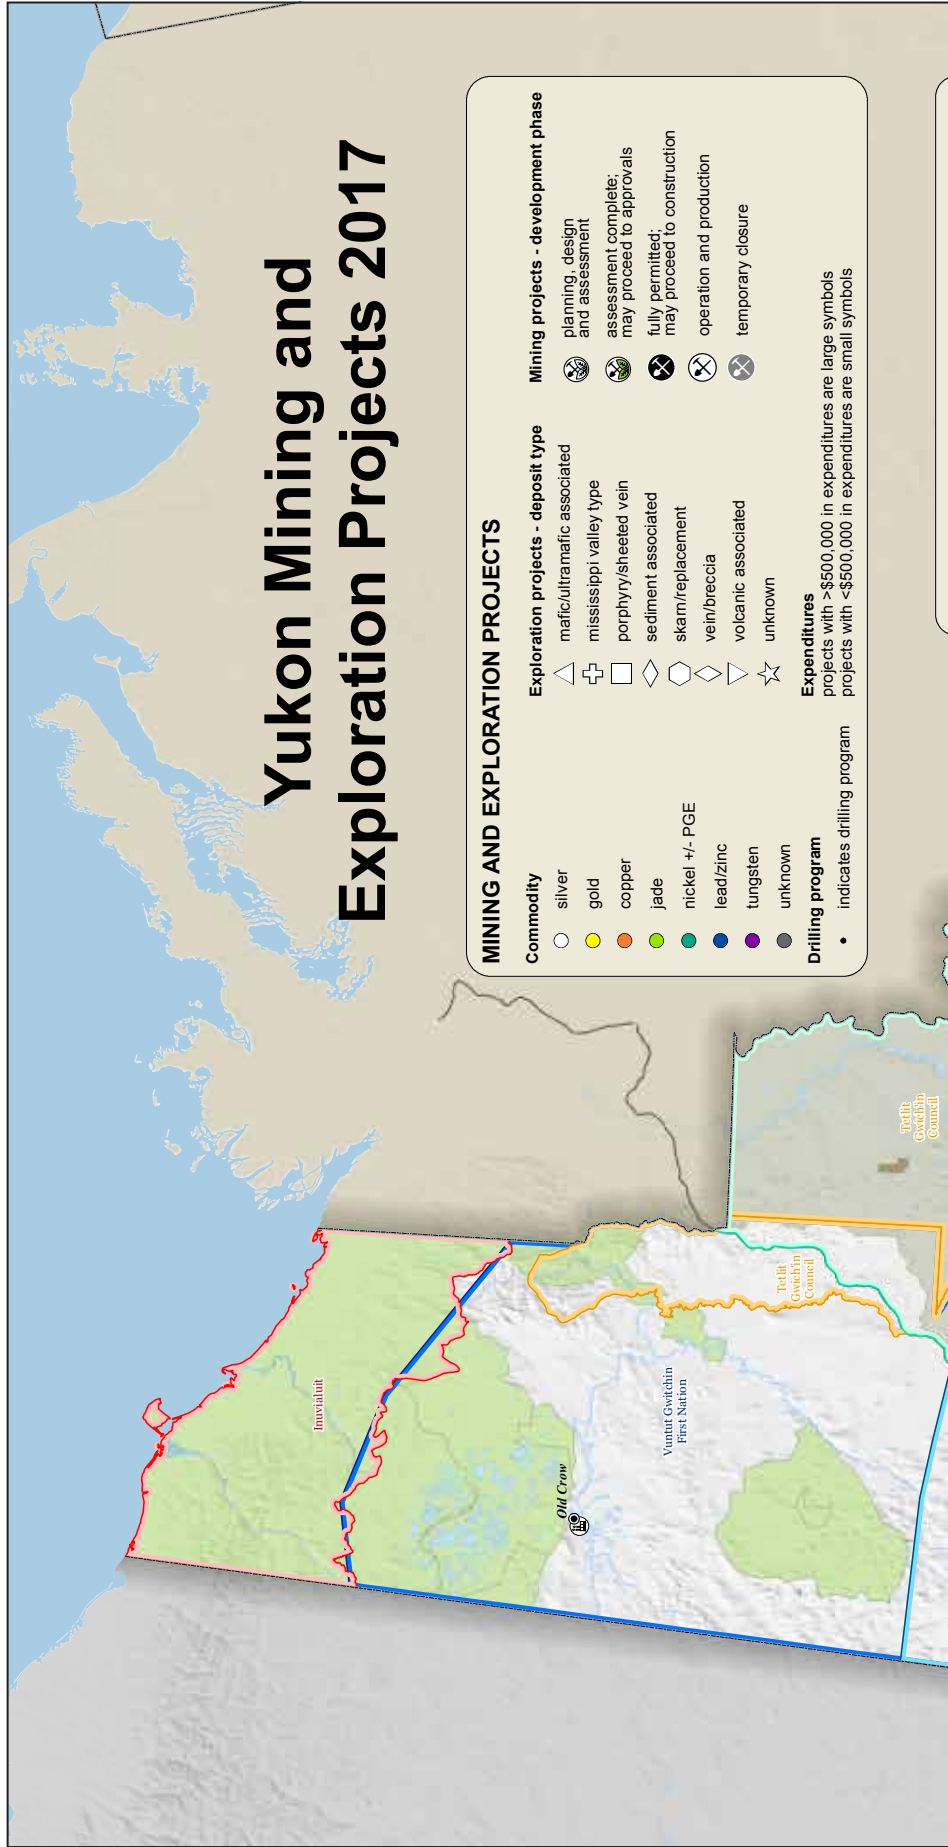 Yukon Mining and
Exploration Projects 2017
MINING AND EXPLORATION PROJECTS
Commodity
silver
gold
copper
jade
nickel +/- PGE
lead/zinc
tungsten
unknown
Drilling program
indicates drilling program
Exploration projects - deposit type
mafic/ultramafic associated
mississippi valley type
porphyry/sheeted vein
sediment associated
skarn/replacement
vein/breccia
volcanic associated
unknown
Expenditures
projects with >$500,000 in expenditures are large symbols
projects with <$500,000 in expenditures are small symbols
Mining projects - development phase
planning, design
and assessment
assessment complete;
may proceed to approvals
fully permitted;
may proceed to construction
operation and production
temporary closure
Inuvialuit
Old Crow
Vuntut Gwitchin
First Nation
Tetlit
Gwich'in
Council
Tetlit
Gwich'in
Council